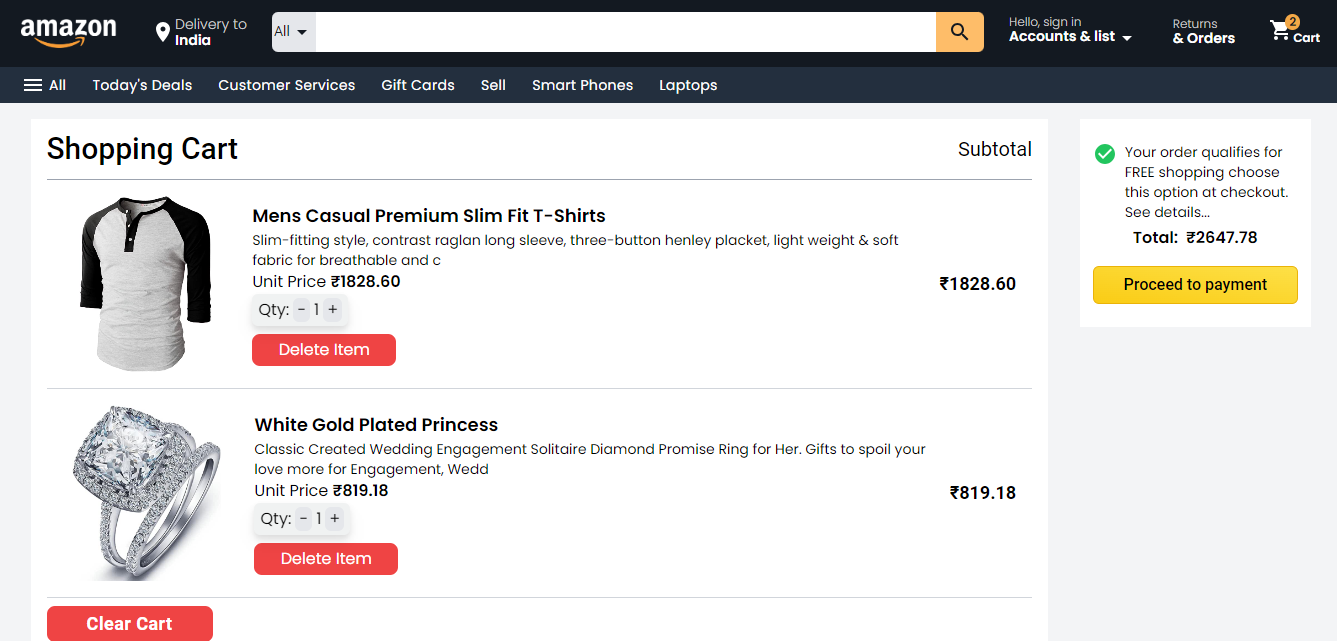 amazon
Delivery to
India
All
Hello, sign in
Accounts & list
Returns
& Orders
2
Cart
All
Today's Deals
Customer Services
Gift Cards
Sell
Smart Phones
Laptops
Shopping Cart
Subtotal
Mens Casual Premium Slim Fit T-Shirts
Slim-fitting style, contrast raglan long sleeve, three-button henley placket, light weight & soft
fabric for breathable and c
Unit Price ₹1828.60
₹1828.60
Qty: - 1 +
Delete Item
White Gold Plated Princess
Classic Created Wedding Engagement Solitaire Diamond Promise Ring for Her. Gifts to spoil your
love more for Engagement, Wedd
Unit Price ₹819.18
₹819.18
Qty: - 1 +
Delete Item
Clear Cart
Your order qualifies for
FREE shopping choose
this option at checkout.
See details...
Total: ₹2647.78
Proceed to payment